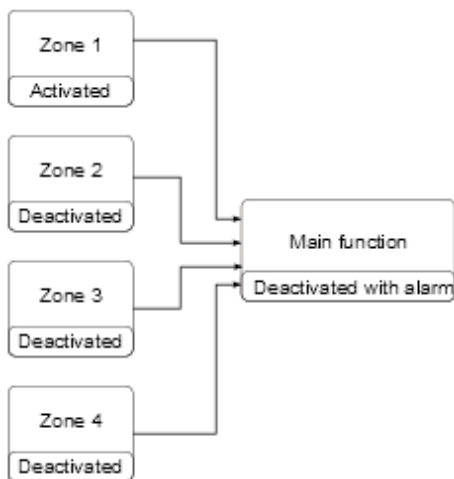 Zone 1
Activated
Zone 2
Deactivated
Zone 3
Deactivated
Zone 4
Deactivated
Main function
Deactivated with alarm